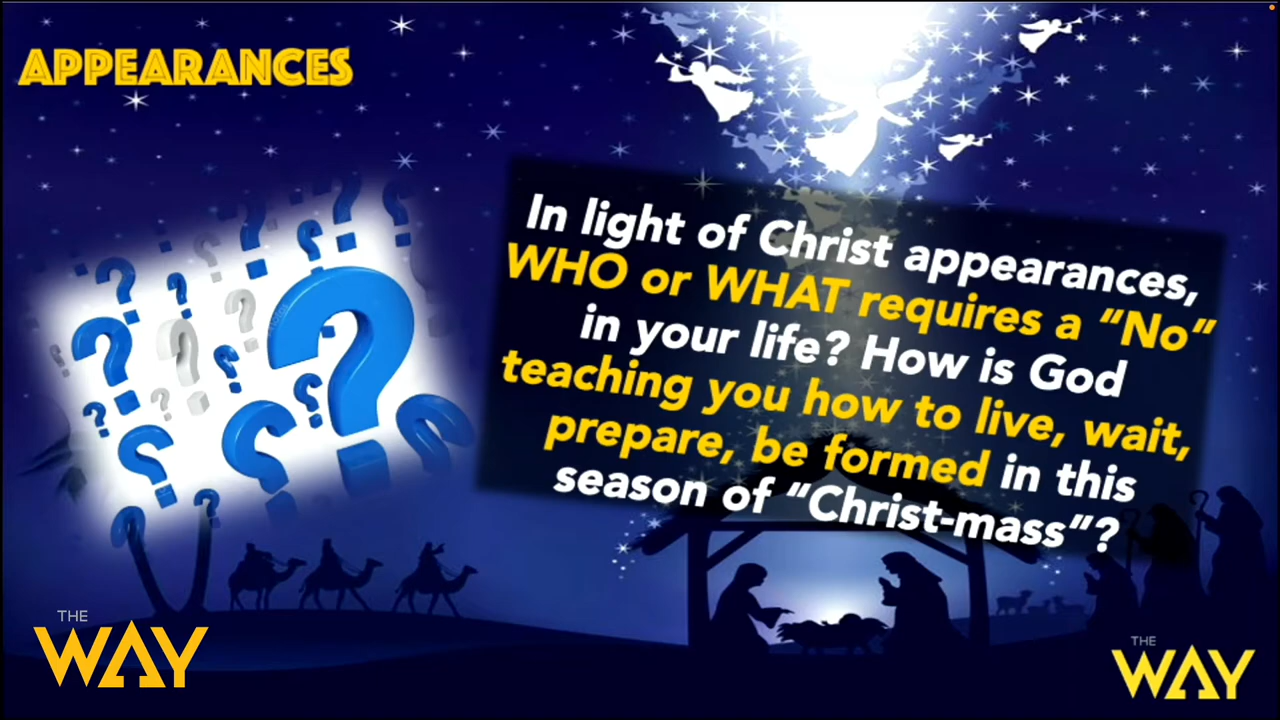 APPEARANCES
In light of Christ appearances,
WHO or WHAT requires a “No”
in your life? How is God
teaching you how to live, wait,
prepare, be formed in this
season of “Christ-mass”?
THE
WAY
THE
WAY